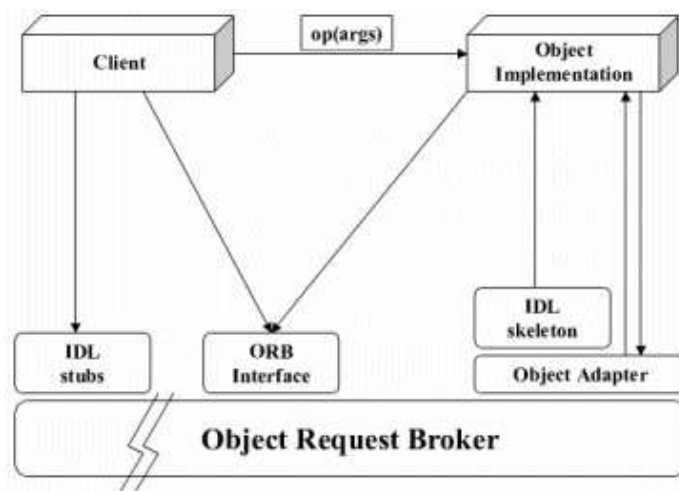 op(args)
Client
Object
Implementation
IDL
skeleton
IDL
stubs
ORB
Interface
Object Adapter
Object Request Broker